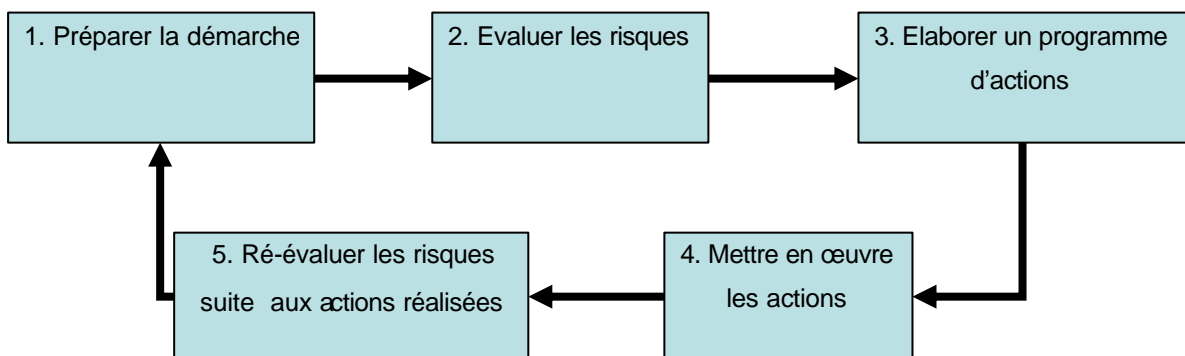 1. Préparer la démarche
2. Evaluer les risques
3. Elaborer un programme
d’actions
5. Ré-évaluer les risques
suite aux actions réalisées
4. Mettre en œuvre
les actions